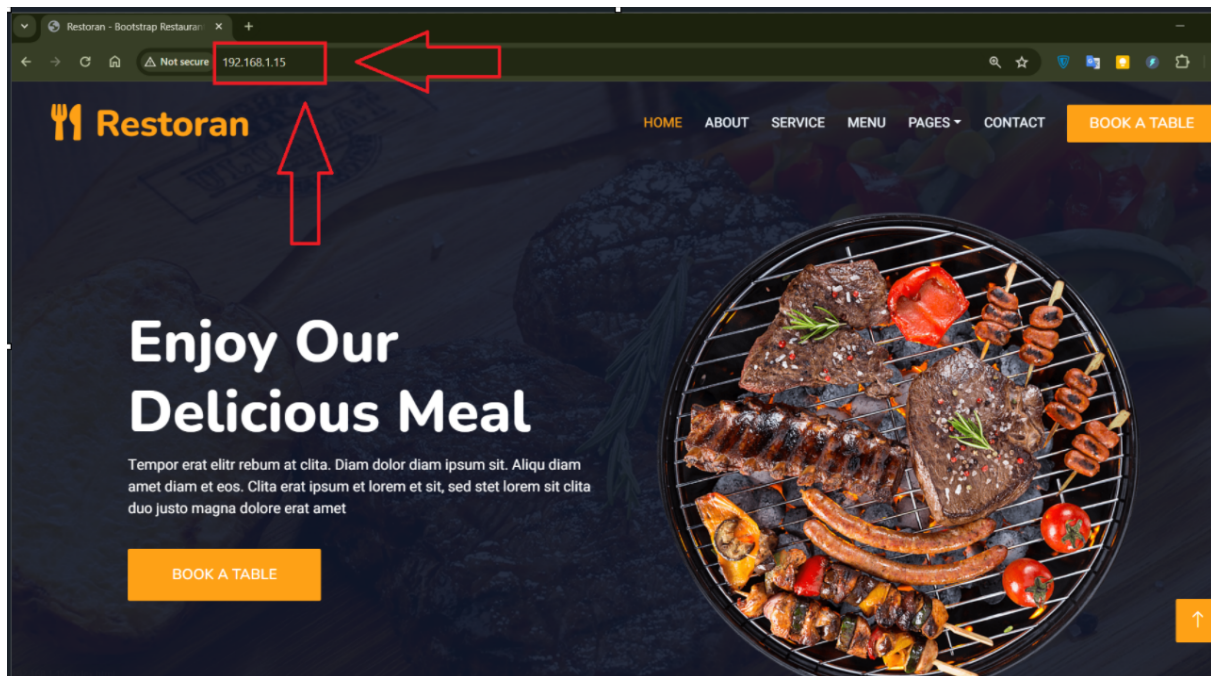 Restoran - Bootstrap Restauran
Not secure
192.168.1.15
Restoran
HOME
ABOUT
SERVICE
MENU
PAGES
CONTACT
BOOK A TABLE
Enjoy Our
Delicious Meal
Tempor erat elitr rebum at clita. Diam dolor diam ipsum sit. Aliqu diam
amet diam et eos. Clita erat ipsum et lorem et sit, sed stet lorem sit clita
duo justo magna dolore erat amet
BOOK A TABLE